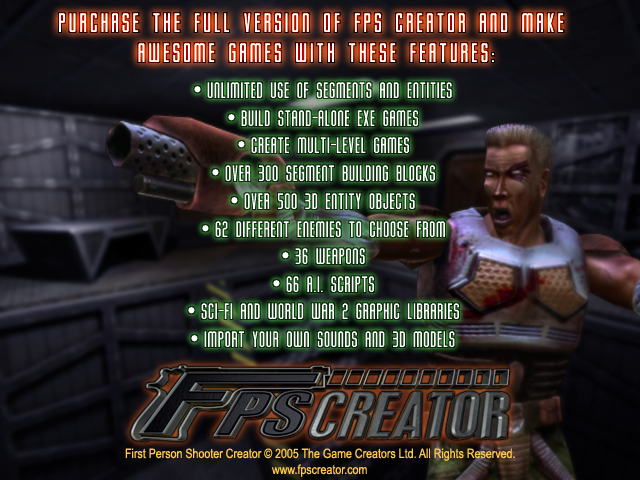 PURCHASE THE FULL VERSION OF FPS CREATOR AND MAKE
AWESOME GAMES WITH THESE FEATURES:
• UNLIMITED USE OF SEGMENTS AND ENTITIES
• BUILD STAND-ALONE EXE GAMES
• CREATE MULTI-LEVEL GAMES
• OVER 300 SEGMENT BUILDING BLOCKS
• OVER 500 3D ENTITY OBJECTS
• 62 DIFFERENT ENEMIES TO CHOOSE FROM
• 36 WEAPONS
• 66 A.I. SCRIPTS
• SCI-FI AND WORLD WAR 2 GRAPHIC LIBRARIES
• IMPORT YOUR OWN SOUNDS AND 3D MODELS
FPS CREATOR
First Person Shooter Creator © 2005 The Game Creators Ltd. All Rights Reserved.
www.fpscreator.com